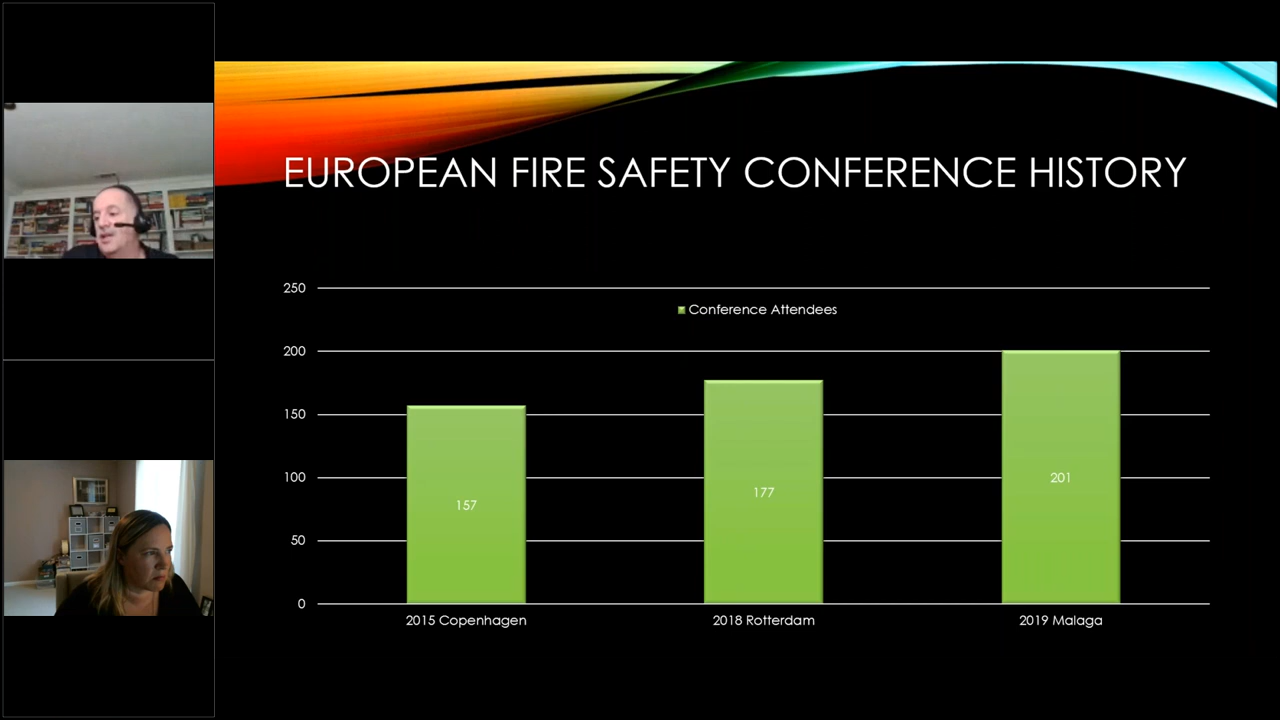 EUROPEAN FIRE SAFETY CONFERENCE HISTORY
250
Conference Attendees
200
150
100
50
0
157
177
201
2015 Copenhagen
2018 Rotterdam
2019 Malaga